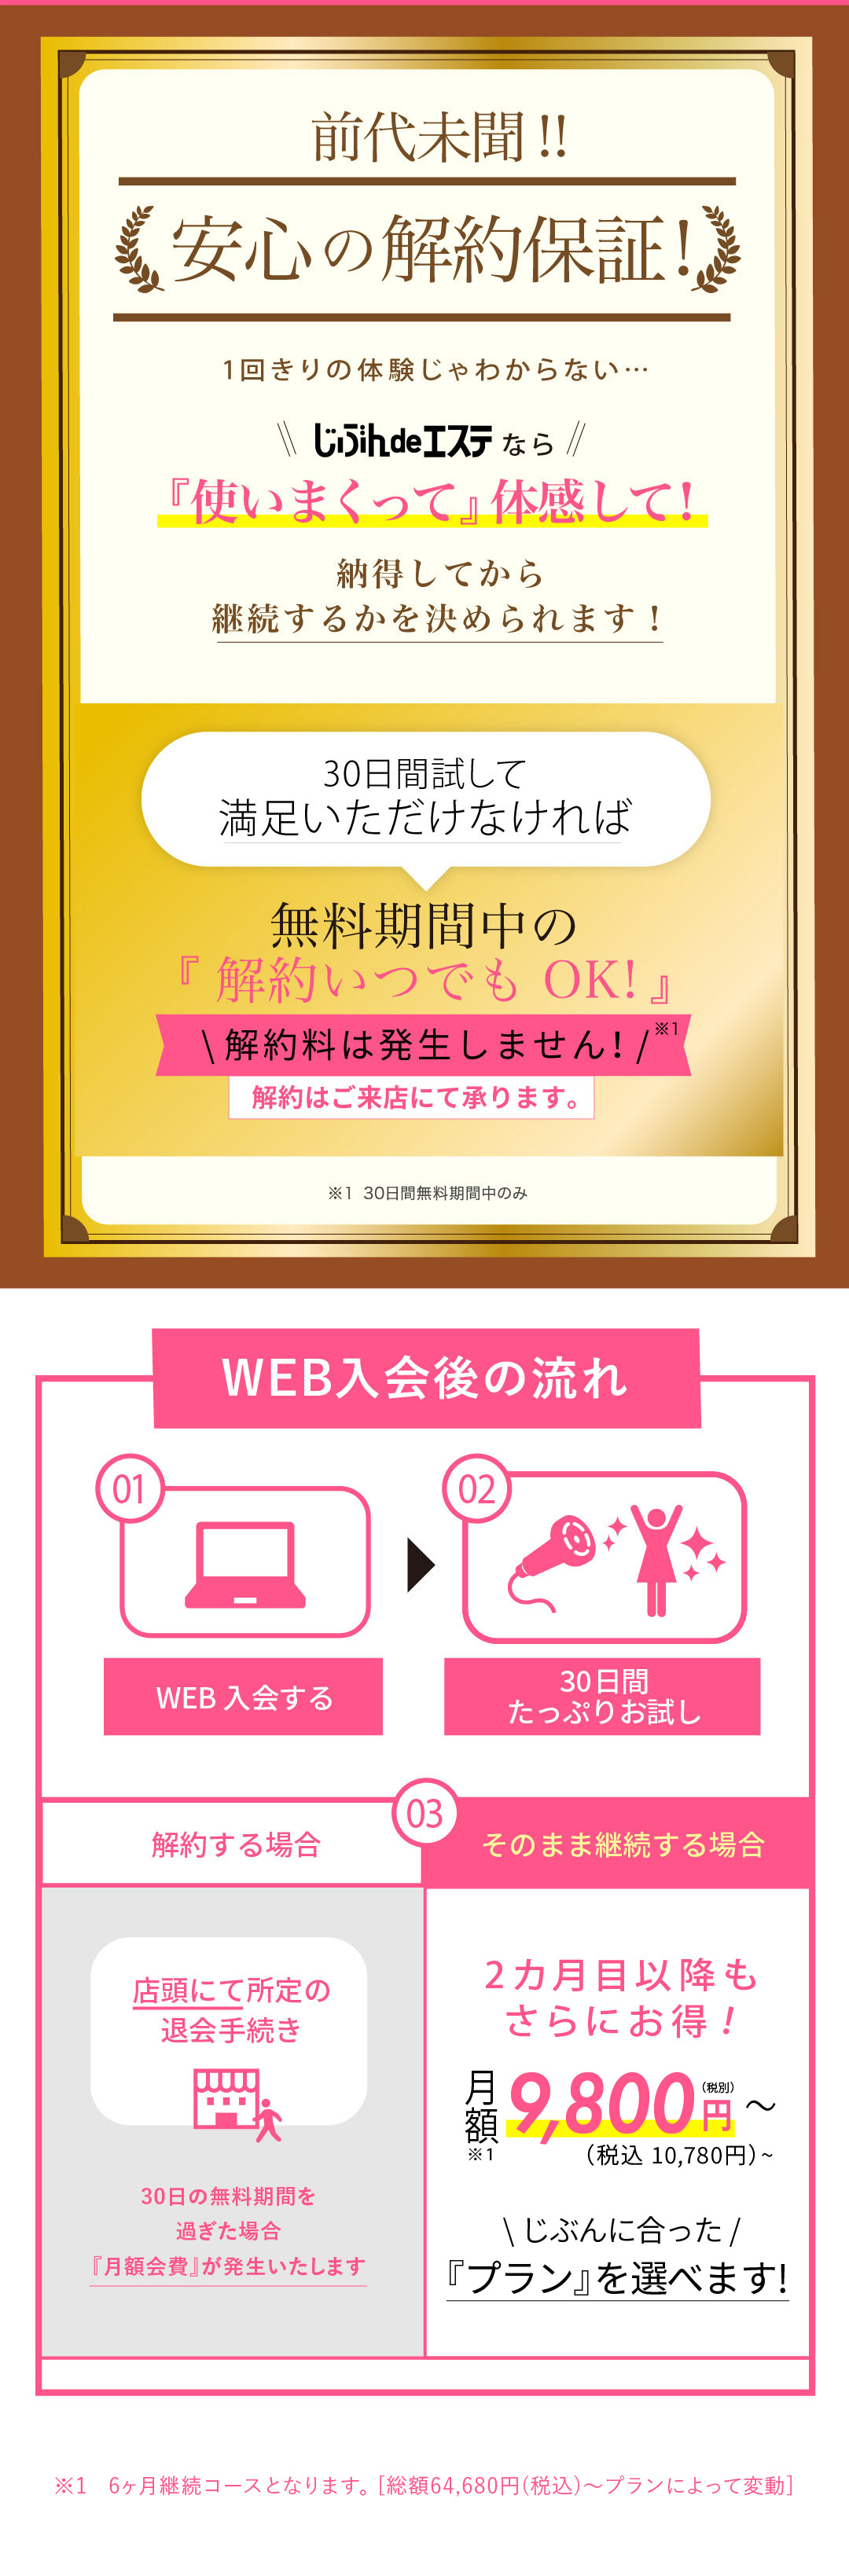 前代未聞!!
安心の解約保証!
1回きりの体験じゃわからない…
\\ じぶんdeエステ なら //
『使いまくって』体感して!
納得してから
継続するかを決められます！
30日間試して
満足いただけなければ
無料期間中の
『 解約いつでも OK! 』
\ 解約料は発生しません! / ※1
解約はご来店にて承ります。
※1 30日間無料期間中のみ
WEB入会後の流れ
01
02
WEB 入会する
30日間
たっぷりお試し
03
解約する場合
そのまま継続する場合
店頭にて所定の
退会手続き
30日の無料期間を
過ぎた場合
『月額会費』が発生いたします
2カ月目以降も
さらにお得！
月額 9,800円(税別)～
※1
(税込 10,780円)~
\ じぶんに合った /
『プラン』を選べます!
※1 6ヶ月継続コースとなります。[総額64,680円(税込)～プランによって変動]